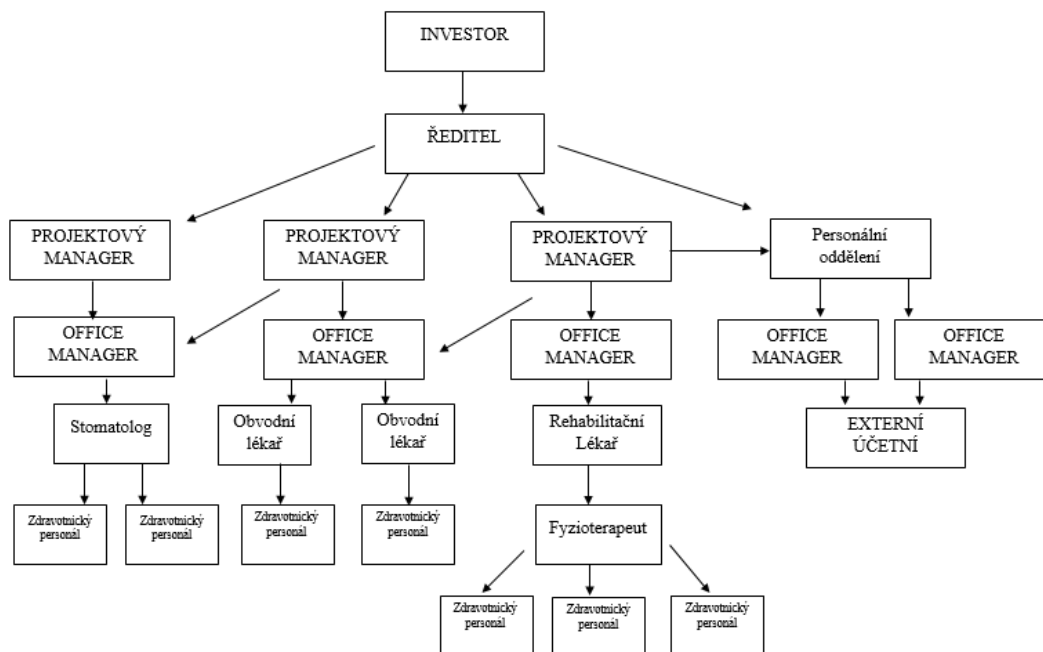 INVESTOR
ŘEDITEL
PROJEKTOVÝ
MANAGER
PROJEKTOVÝ
MANAGER
PROJEKTOVÝ
MANAGER
Personální
oddělení
OFFICE
MANAGER
OFFICE
MANAGER
OFFICE
MANAGER
OFFICE
MANAGER
OFFICE
MANAGER
Stomatolog
Obvodní
lékař
Obvodní
lékař
Rehabilitační
Lékař
EXTERNÍ
ÚČETNÍ
Zdravotnický
personál
Zdravotnický
personál
Zdravotnický
personál
Zdravotnický
personál
Fyzioterapeut
Zdravotnický
personál
Zdravotnický
personál
Zdravotnický
personál